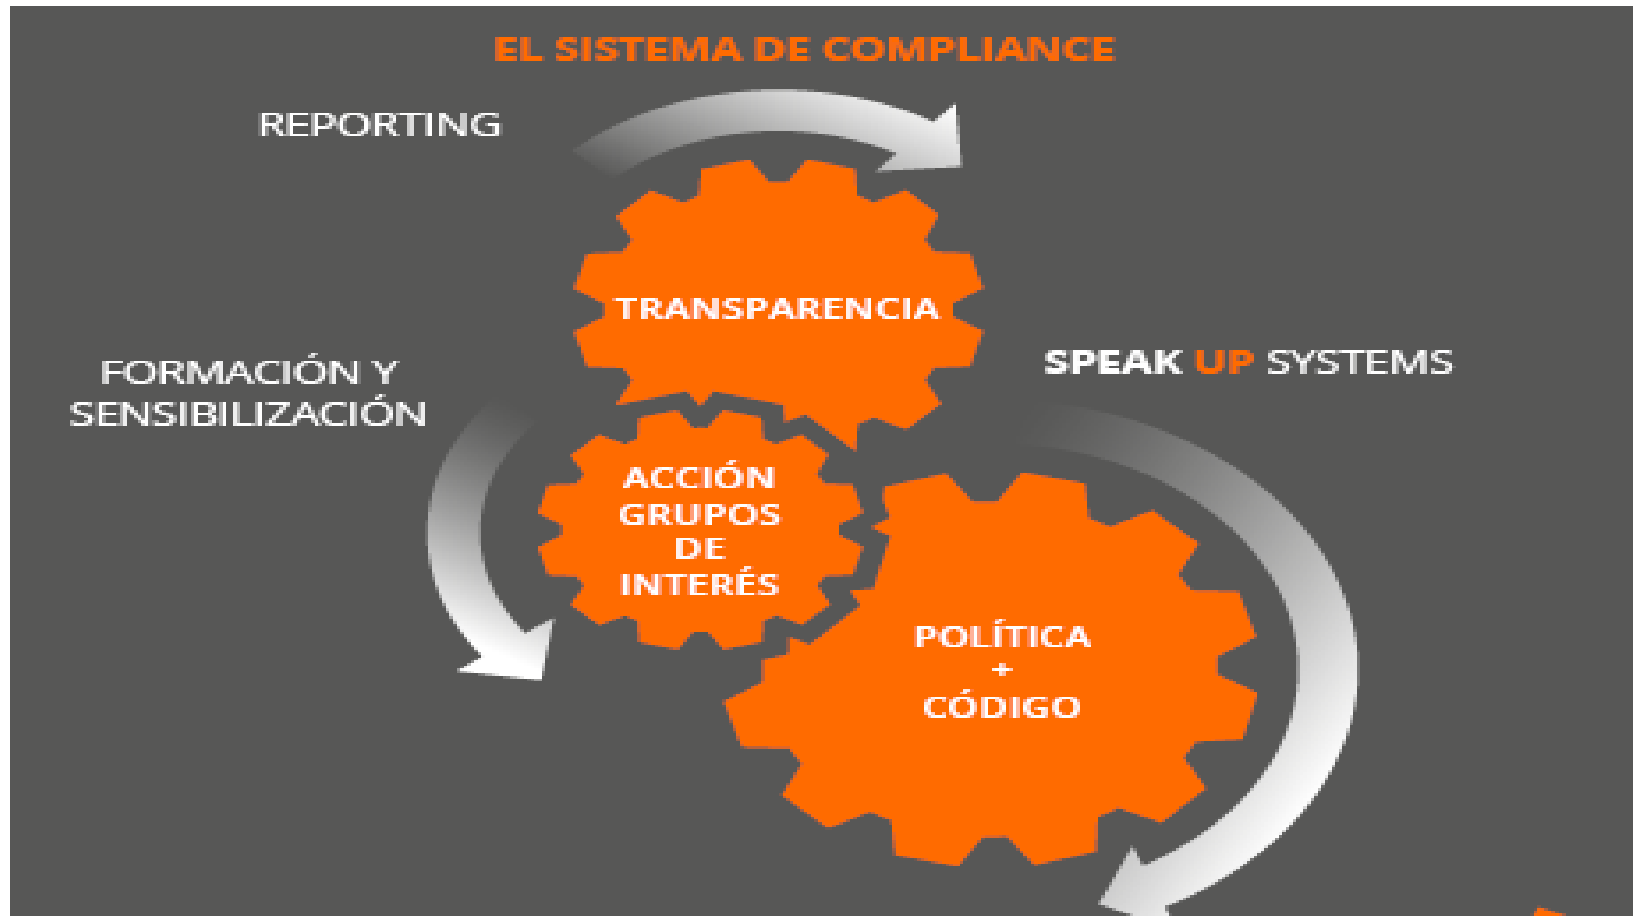 EL SISTEMA DE COMPLIANCE
REPORTING
TRANSPARENCIA
FORMACIÓN Y
SENSIBILIZACIÓN
SPEAK UP SYSTEMS
ACCIÓN
GRUPOS
DE
INTERÉS
POLÍTICA
+
CÓDIGO